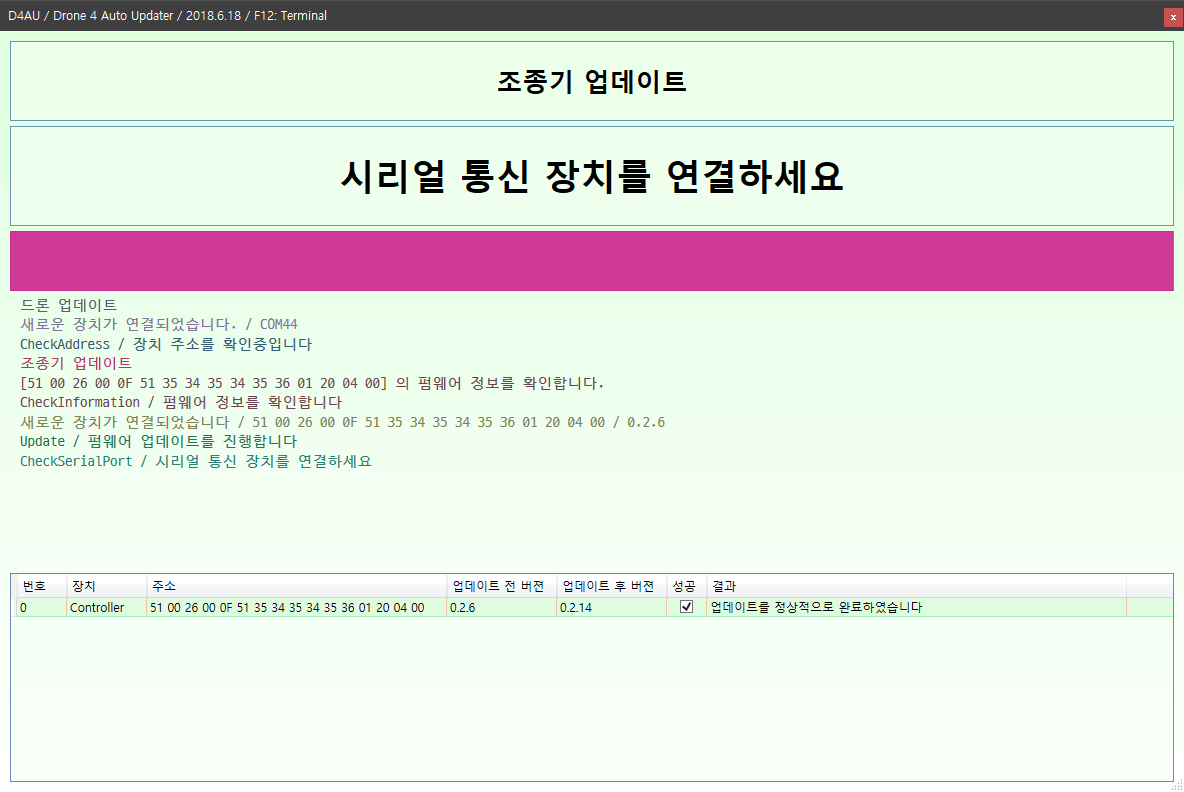 D4AU / Drone 4 Auto Updater / 2018.6.18 / F12: Terminal
x
조종기 업데이트
시리얼 통신 장치를 연결하세요
드론 업데이트
새로운 장치가 연결되었습니다. / COM44
CheckAddress / 장치 주소를 확인중입니다
조종기 업데이트
[51 00 26 00 0F 51 35 34 35 34 35 36 01 20 04 00] 의 펌웨어 정보를 확인합니다.
CheckInformation / 펌웨어 정보를 확인합니다
새로운 장치가 연결되었습니다 / 51 00 26 00 0F 51 35 34 35 34 35 36 01 20 04 00 / 0.2.6
Update / 펌웨어 업데이트를 진행합니다
CheckSerialPort / 시리얼 통신 장치를 연결하세요
번호 장치 주소 업데이트 전 버젼 업데이트 후 버젼 성공 결과
0 Controller 51 00 26 00 0F 51 35 34 35 34 35 36 01 20 04 00 0.2.6 0.2.14 업데이트를 정상적으로 완료하였습니다